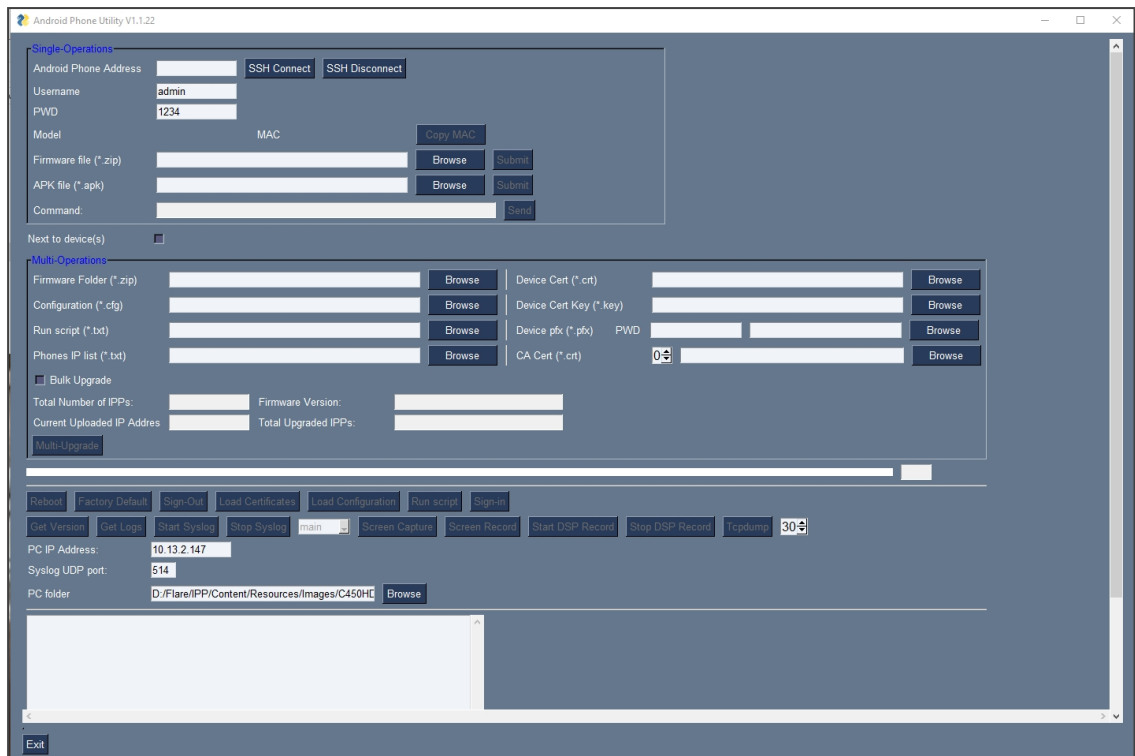 Android Phone Utility V1.1.22
Single-Operations
Android Phone Address SSH Connect SSH Disconnect
Username admin
PWD 1234
Model MAC Copy MAC
Firmware file (*.zip) Browse Submit
APK file (*.apk) Browse Submit
Command: Send
Next to device(s)
Multi-Operations
Firmware Folder (*.zip) Browse Device Cert (*.crt) Browse
Configuration (*.cfg) Browse Device Cert Key (*.key) Browse
Run script (*.txt) Browse Device pfx (*.pfx) PWD Browse
Phones IP list (*.txt) Browse CA Cert (*.crt) 0 Browse
Bulk Upgrade
Total Number of IPPs: Firmware Version:
Current Uploaded IP Addres Total Upgraded IPPs:
Multi-Upgrade
Reboot Factory Default Sign-Out Load Certificates Load Configuration Run script Sign-in
Get Version Get Logs Start Syslog Stop Syslog main Screen Capture Screen Record Start DSP Record Stop DSP Record Tcpdump 30
PC IP Address: 10.13.2.147
Syslog UDP port: 514
PC folder D:/Flare/IPP/Content/Resources/Images/C450HD Browse
Exit